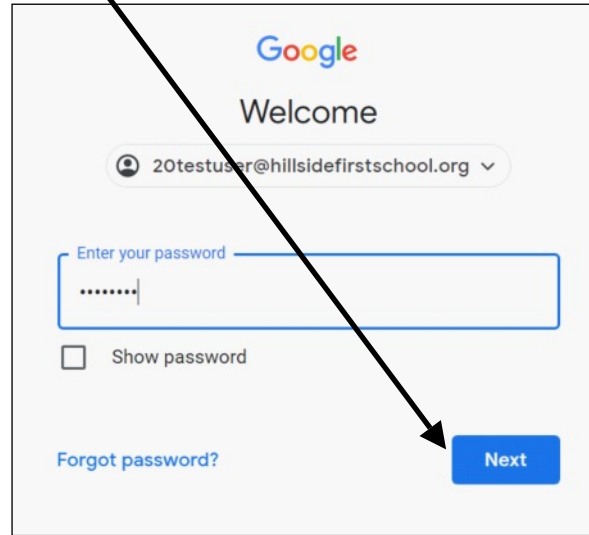 Google
Welcome
20testuser@hillsidefirstschool.org
Enter your password
••••••••
Show password
Forgot password?
Next